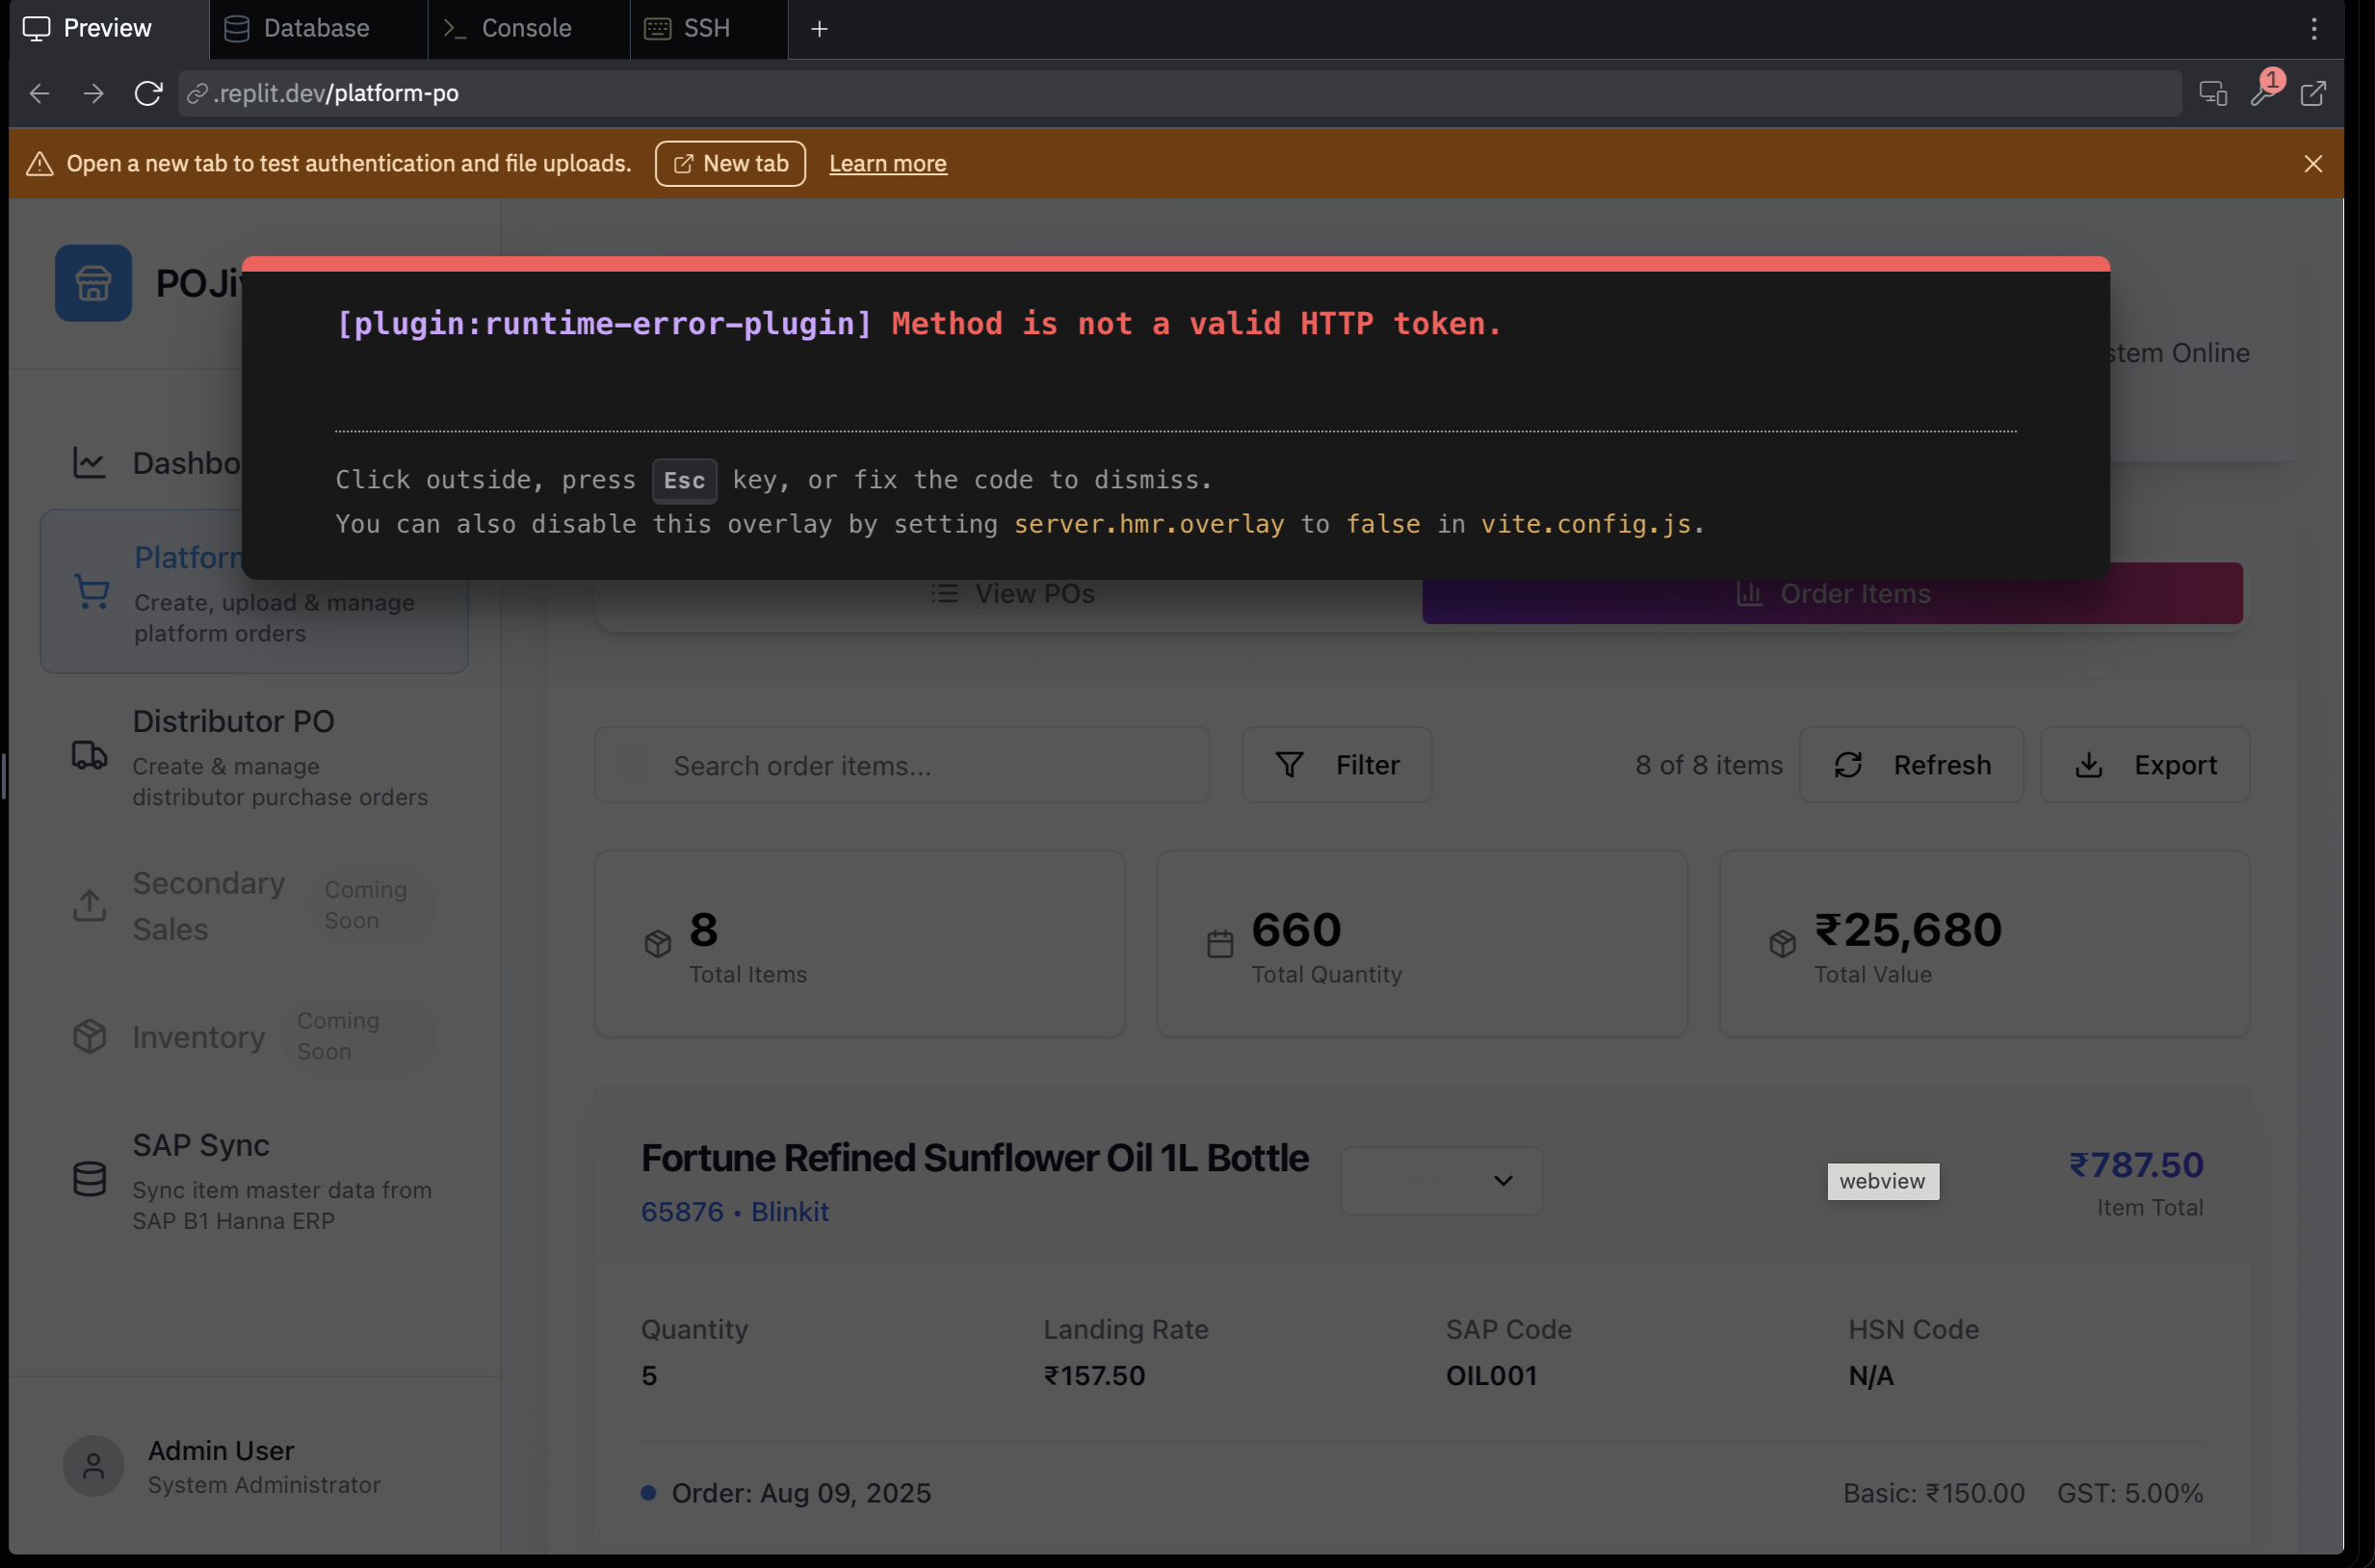 Preview
Database
Console
SSH
.replit.dev/platform-po
1
Open a new tab to test authentication and file uploads.
New tab
Learn more
[plugin:runtime-error-plugin] Method is not a valid HTTP token.
Click outside, press Esc key, or fix the code to dismiss.
You can also disable this overlay by setting server.hmr.overlay to false in vite.config.js.
Online
Create, upload & manage
platform orders
Distributor PO
Create & manage
distributor purchase orders
Secondary
Sales
Coming
Soon
Inventory
Coming
Soon
SAP Sync
Sync item master data from
SAP B1 Hanna ERP
Admin User
System Administrator
View POs
Order Items
Search order items...
Filter
8 of 8 items
Refresh
Export
8
Total Items
660
Total Quantity
₹25,680
Total Value
Fortune Refined Sunflower Oil 1L Bottle
65876 • Blinkit
webview
₹787.50
Item Total
Quantity
5
Landing Rate
₹157.50
SAP Code
OIL001
HSN Code
N/A
Order: Aug 09, 2025
Basic: ₹150.00
GST: 5.00%